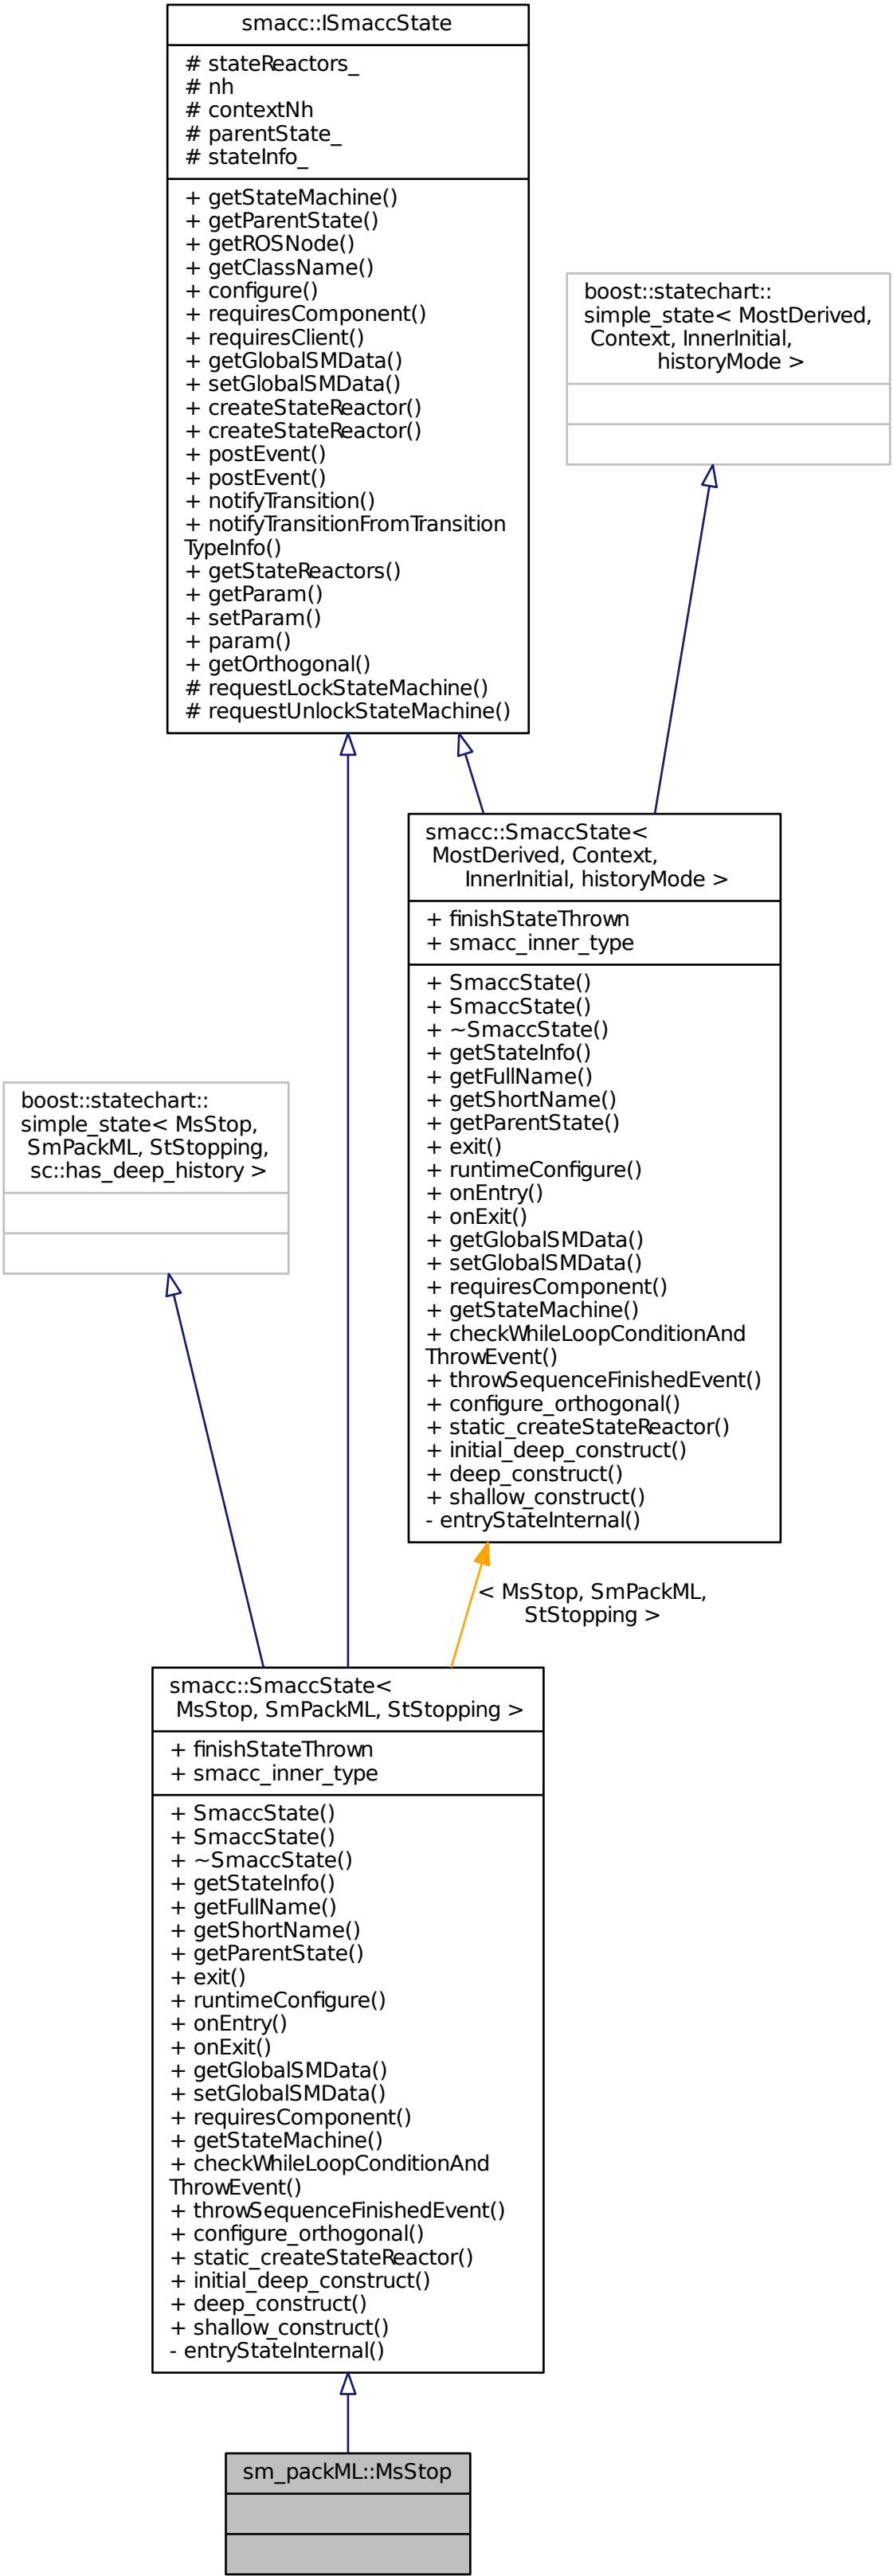 smacc::ISmaccState
# stateReactors_
# nh
# contextNh
# parentState_
# stateInfo_
+ getStateMachine()
+ getParentState()
+ getROSNode()
+ getClassName()
+ configure()
+ requiresComponent()
+ requiresClient()
+ getGlobalSMData()
+ setGlobalSMData()
+ createStateReactor()
+ createStateReactor()
+ postEvent()
+ postEvent()
+ notifyTransition()
+ notifyTransitionFromTransition
TypeInfo()
+ getStateReactors()
+ getParam()
+ setParam()
+ param()
+ getOrthogonal()
# requestLockStateMachine()
# requestUnlockStateMachine()
boost::statechart::
simple_state< MostDerived,
Context, InnerInitial,
historyMode >
smacc::SmaccState<
MostDerived, Context,
InnerInitial, historyMode >
+ finishStateThrown
+ smacc_inner_type
+ SmaccState()
+ SmaccState()
+ ~SmaccState()
+ getStateInfo()
+ getFullName()
+ getShortName()
+ getParentState()
+ exit()
+ runtimeConfigure()
+ onEntry()
+ onExit()
+ getGlobalSMData()
+ setGlobalSMData()
+ requiresComponent()
+ getStateMachine()
+ checkWhileLoopConditionAnd
ThrowEvent()
+ throwSequenceFinishedEvent()
+ configure_orthogonal()
+ static_createStateReactor()
+ initial_deep_construct()
+ deep_construct()
+ shallow_construct()
- entryStateInternal()
boost::statechart::
simple_state< MsStop,
SmPackML, StStopping,
sc::has_deep_history >
< MsStop, SmPackML,
StStopping >
smacc::SmaccState<
MsStop, SmPackML, StStopping >
+ finishStateThrown
+ smacc_inner_type
+ SmaccState()
+ SmaccState()
+ ~SmaccState()
+ getStateInfo()
+ getFullName()
+ getShortName()
+ getParentState()
+ exit()
+ runtimeConfigure()
+ onEntry()
+ onExit()
+ getGlobalSMData()
+ setGlobalSMData()
+ requiresComponent()
+ getStateMachine()
+ checkWhileLoopConditionAnd
ThrowEvent()
+ throwSequenceFinishedEvent()
+ configure_orthogonal()
+ static_createStateReactor()
+ initial_deep_construct()
+ deep_construct()
+ shallow_construct()
- entryStateInternal()
sm_packML::MsStop